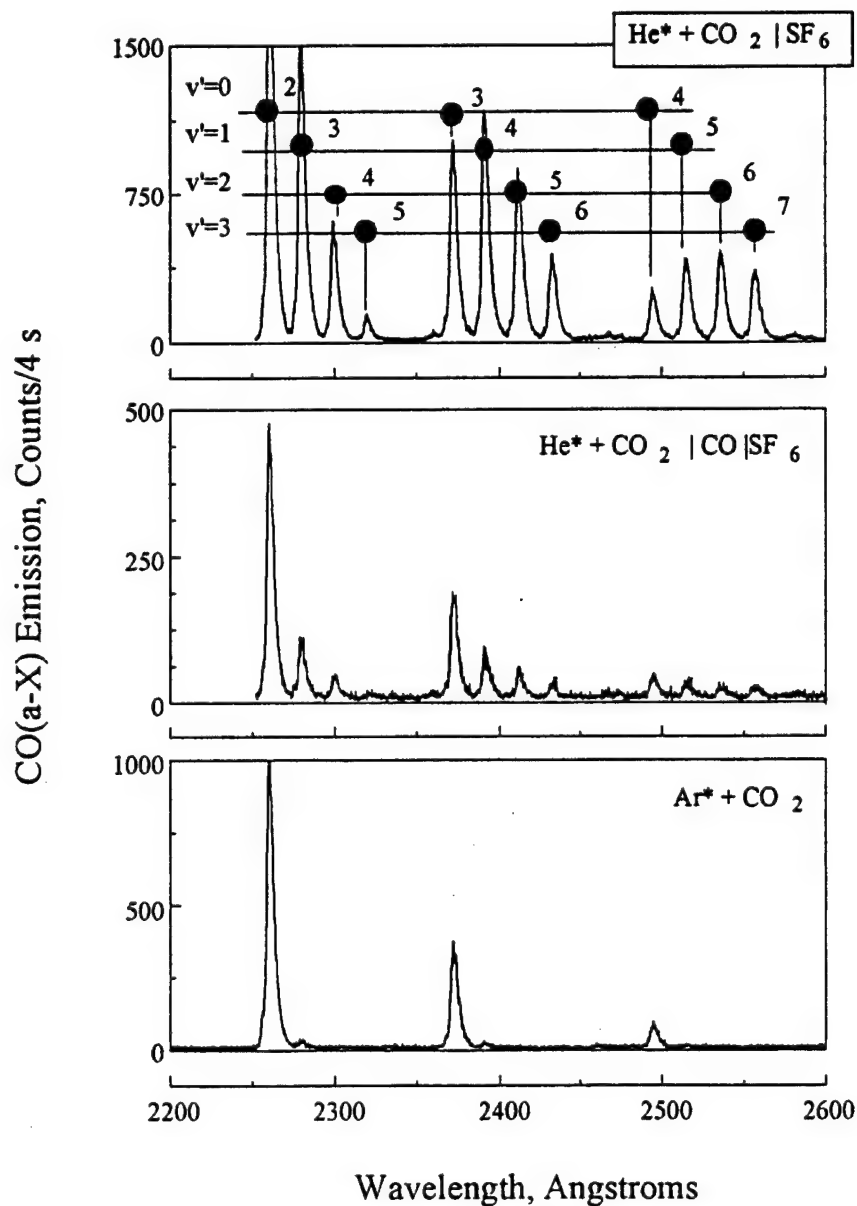 He* + CO 2 | SF 6
1500
v'=0
2
3
4
v'=1
3
4
5
750
v'=2
4
5
6
v'=3
5
6
7
0
CO(a-X) Emission, Counts/4 s
500
He* + CO 2 | CO |SF 6
250
0
1000
Ar* + CO 2
500
0
2200 2300 2400 2500 2600
Wavelength, Angstroms